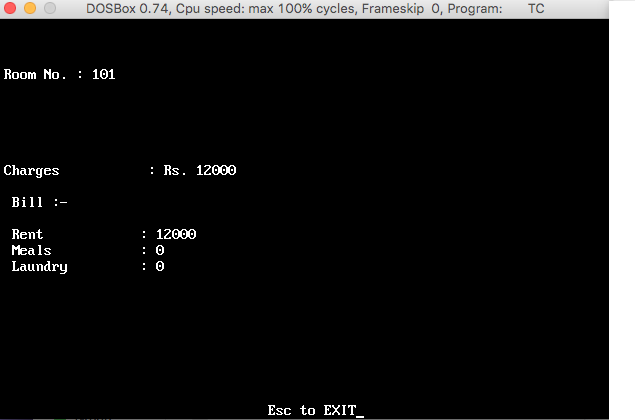 DOSBox 0.74, Cpu speed: max 100% cycles, Frameskip 0, Program: TC
Room No. : 101
Charges : Rs. 12000
Bill :-
Rent : 12000
Meals : 0
Laundry : 0
Esc to EXIT_